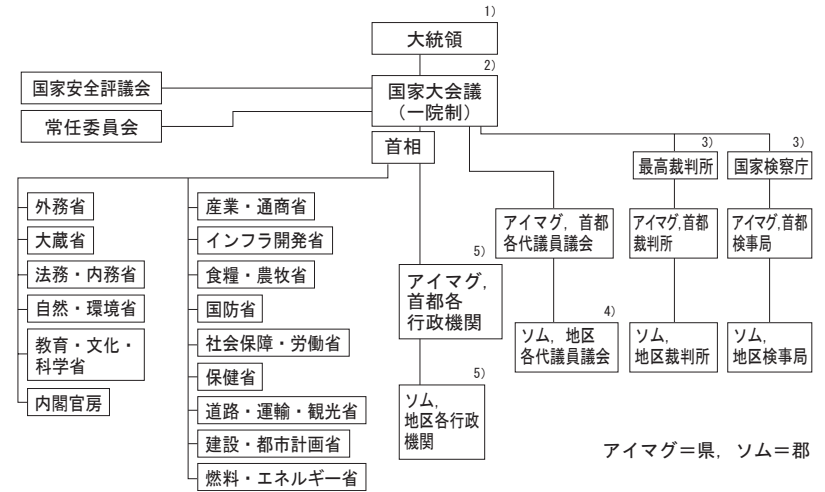 1)
大統領
2)
国家安全評議会
国家大会議
(一院制)
常任委員会
首相
3)
最高裁判所
3)
国家検察庁
外務省
大蔵省
法務・内務省
自然・環境省
教育・文化・
科学省
内閣官房
産業・通商省
インフラ開発省
食糧・農牧省
国防省
社会保障・労働省
保健省
道路・運輸・観光省
建設・都市計画省
燃料・エネルギー省
5)
アイマグ,
首都各
行政機関
5)
ソム,
地区各行政
機関
アイマグ, 首都
各代議員議会
4)
ソム, 地区
各代議員議会
アイマグ,首都
裁判所
ソム,
地区裁判所
アイマグ,首都
検事局
ソム,
地区検事局
アイマグ=県, ソム=郡